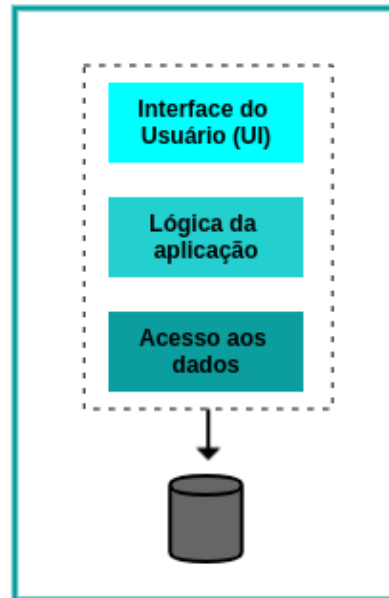 Interface do
Usuário (UI)
Lógica da
aplicação
Acesso aos
dados